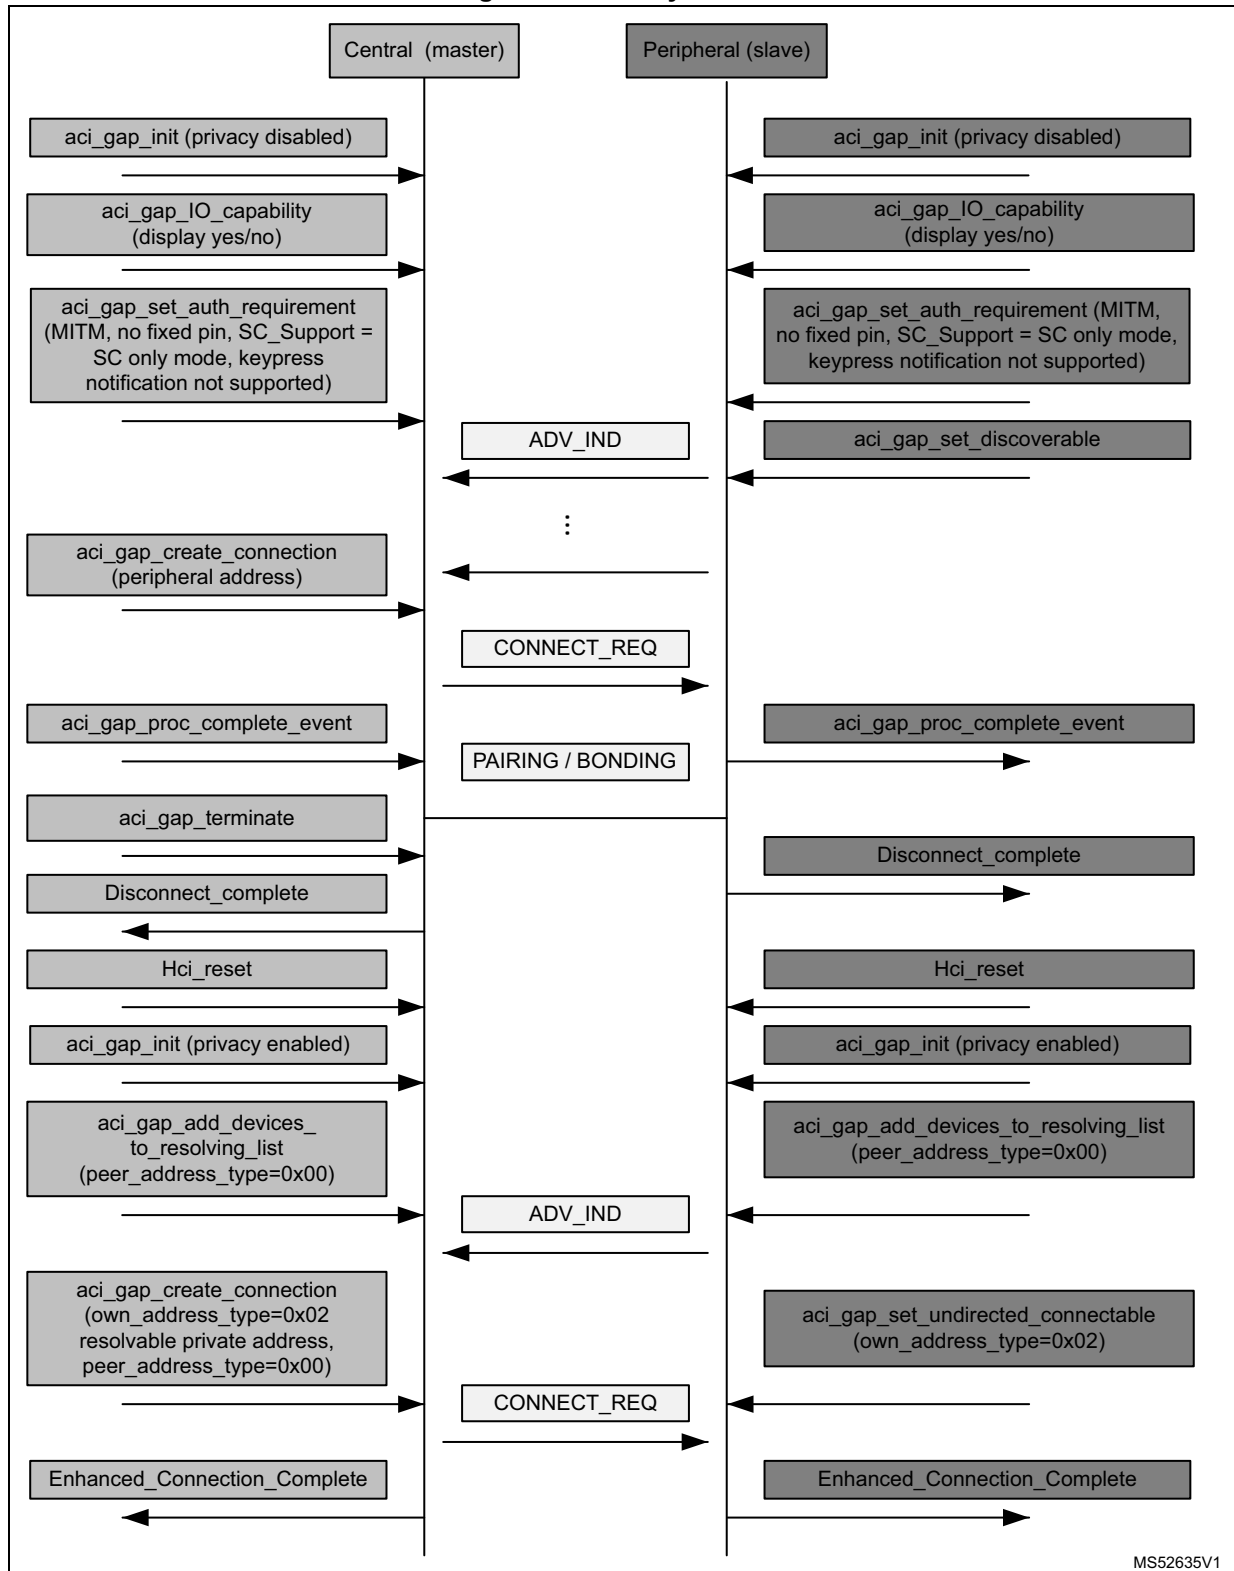 Central (master)
Peripheral (slave)
aci_gap_init (privacy disabled)
aci_gap_init (privacy disabled)
aci_gap_IO_capability
(display yes/no)
aci_gap_IO_capability
(display yes/no)
aci_gap_set_auth_requirement
(MITM, no fixed pin, SC_Support =
SC only mode, keypress
notification not supported)
aci_gap_set_auth_requirement (MITM,
no fixed pin, SC_Support = SC only mode,
keypress notification not supported)
ADV_IND
aci_gap_set_discoverable
...
aci_gap_create_connection
(peripheral address)
CONNECT_REQ
aci_gap_proc_complete_event
aci_gap_proc_complete_event
PAIRING / BONDING
aci_gap_terminate
Disconnect_complete
Disconnect_complete
Hci_reset
Hci_reset
aci_gap_init (privacy enabled)
aci_gap_init (privacy enabled)
aci_gap_add_devices_
to_resolving_list
(peer_address_type=0x00)
aci_gap_add_devices_to_resolving_list
(peer_address_type=0x00)
ADV_IND
aci_gap_create_connection
(own_address_type=0x02
resolvable private address,
peer_address_type=0x00)
aci_gap_set_undirected_connectable
(own_address_type=0x02)
CONNECT_REQ
Enhanced_Connection_Complete
Enhanced_Connection_Complete
MS52635V1